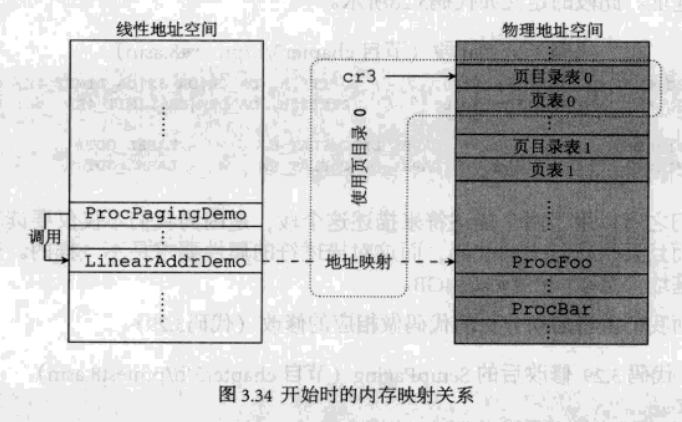 线性地址空间
物理地址空间
cr3
页目录表0
页表0
使用页目录 0
页目录表1
页表1
ProcPagingDemo
调用
LinearAddrDemo
地址映射
ProcFoo
ProcBar
图 3.34 开始时的内存映射关系